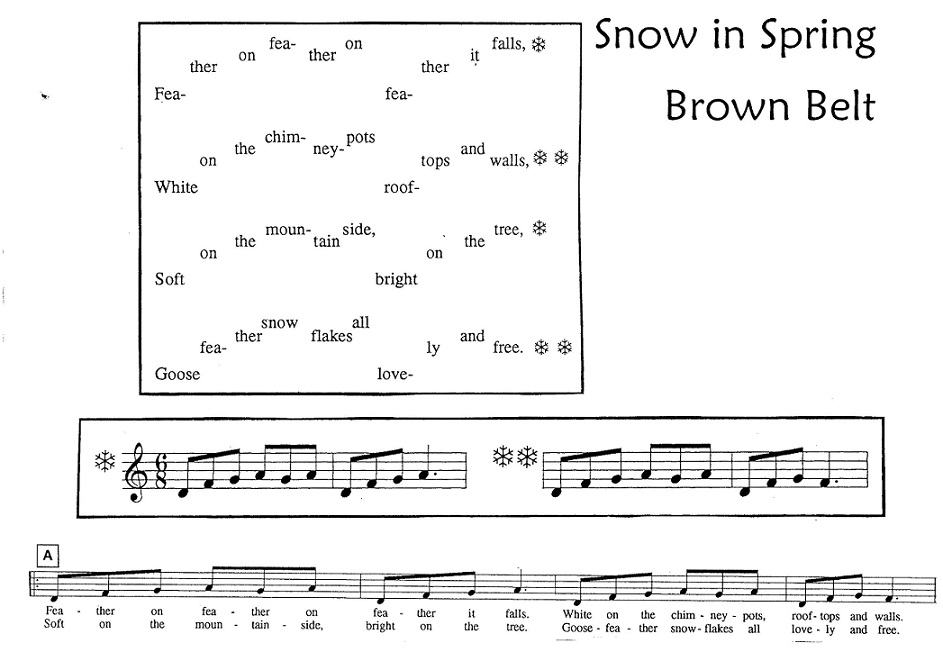 Snow in Spring
Brown Belt
Fea- ther on fea- ther on fea- ther it falls,
White on the chim- ney- pots roof- tops and walls,
Soft on the moun- tain side, bright on the tree,
Goose fea- ther snow flakes all love- ly and free.
6
8
A
Fea - ther on fea - ther on fea - ther it falls. White on the chim - ney - pots, roof- tops and walls.
Soft on the moun - tain - side, bright on the tree. Goose - fea - ther snow- flakes all love - ly and free.